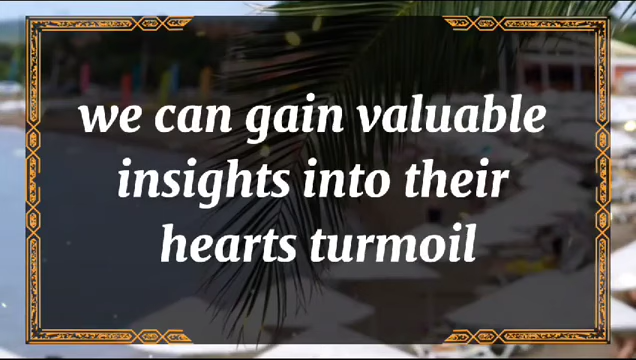 we can gain valuable
insights into their
hearts turmoil